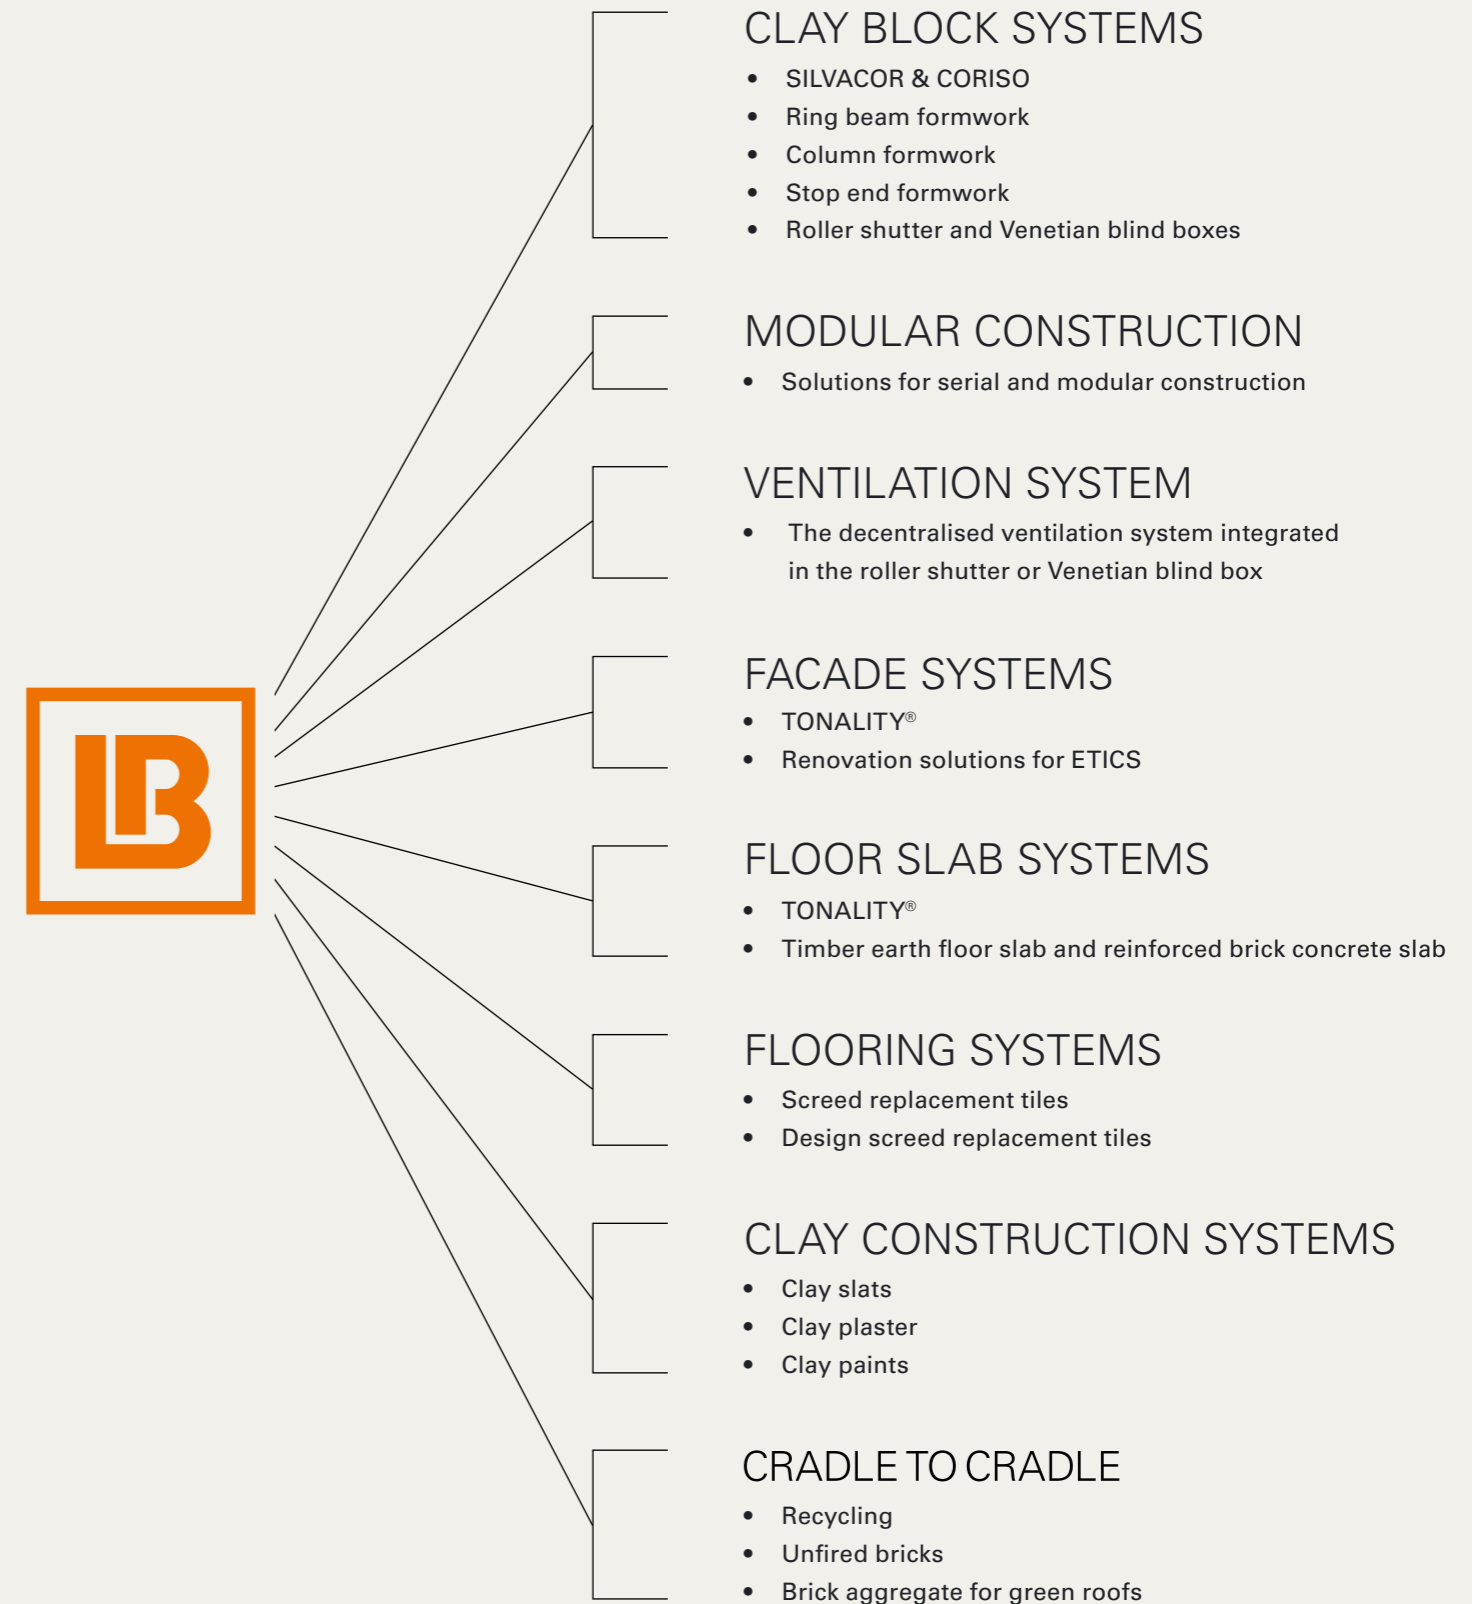 CLAY BLOCK SYSTEMS
• SILVACOR & CORISO
• Ring beam formwork
• Column formwork
• Stop end formwork
• Roller shutter and Venetian blind boxes
MODULAR CONSTRUCTION
• Solutions for serial and modular construction
VENTILATION SYSTEM
• The decentralised ventilation system integrated
in the roller shutter or Venetian blind box
FACADE SYSTEMS
• TONALITY®
• Renovation solutions for ETICS
LB
FLOOR SLAB SYSTEMS
• TONALITY®
• Timber earth floor slab and reinforced brick concrete slab
FLOORING SYSTEMS
• Screed replacement tiles
• Design screed replacement tiles
CLAY CONSTRUCTION SYSTEMS
• Clay slats
• Clay plaster
• Clay paints
CRADLE TO CRADLE
• Recycling
• Unfired bricks
• Brick aggregate for green roofs